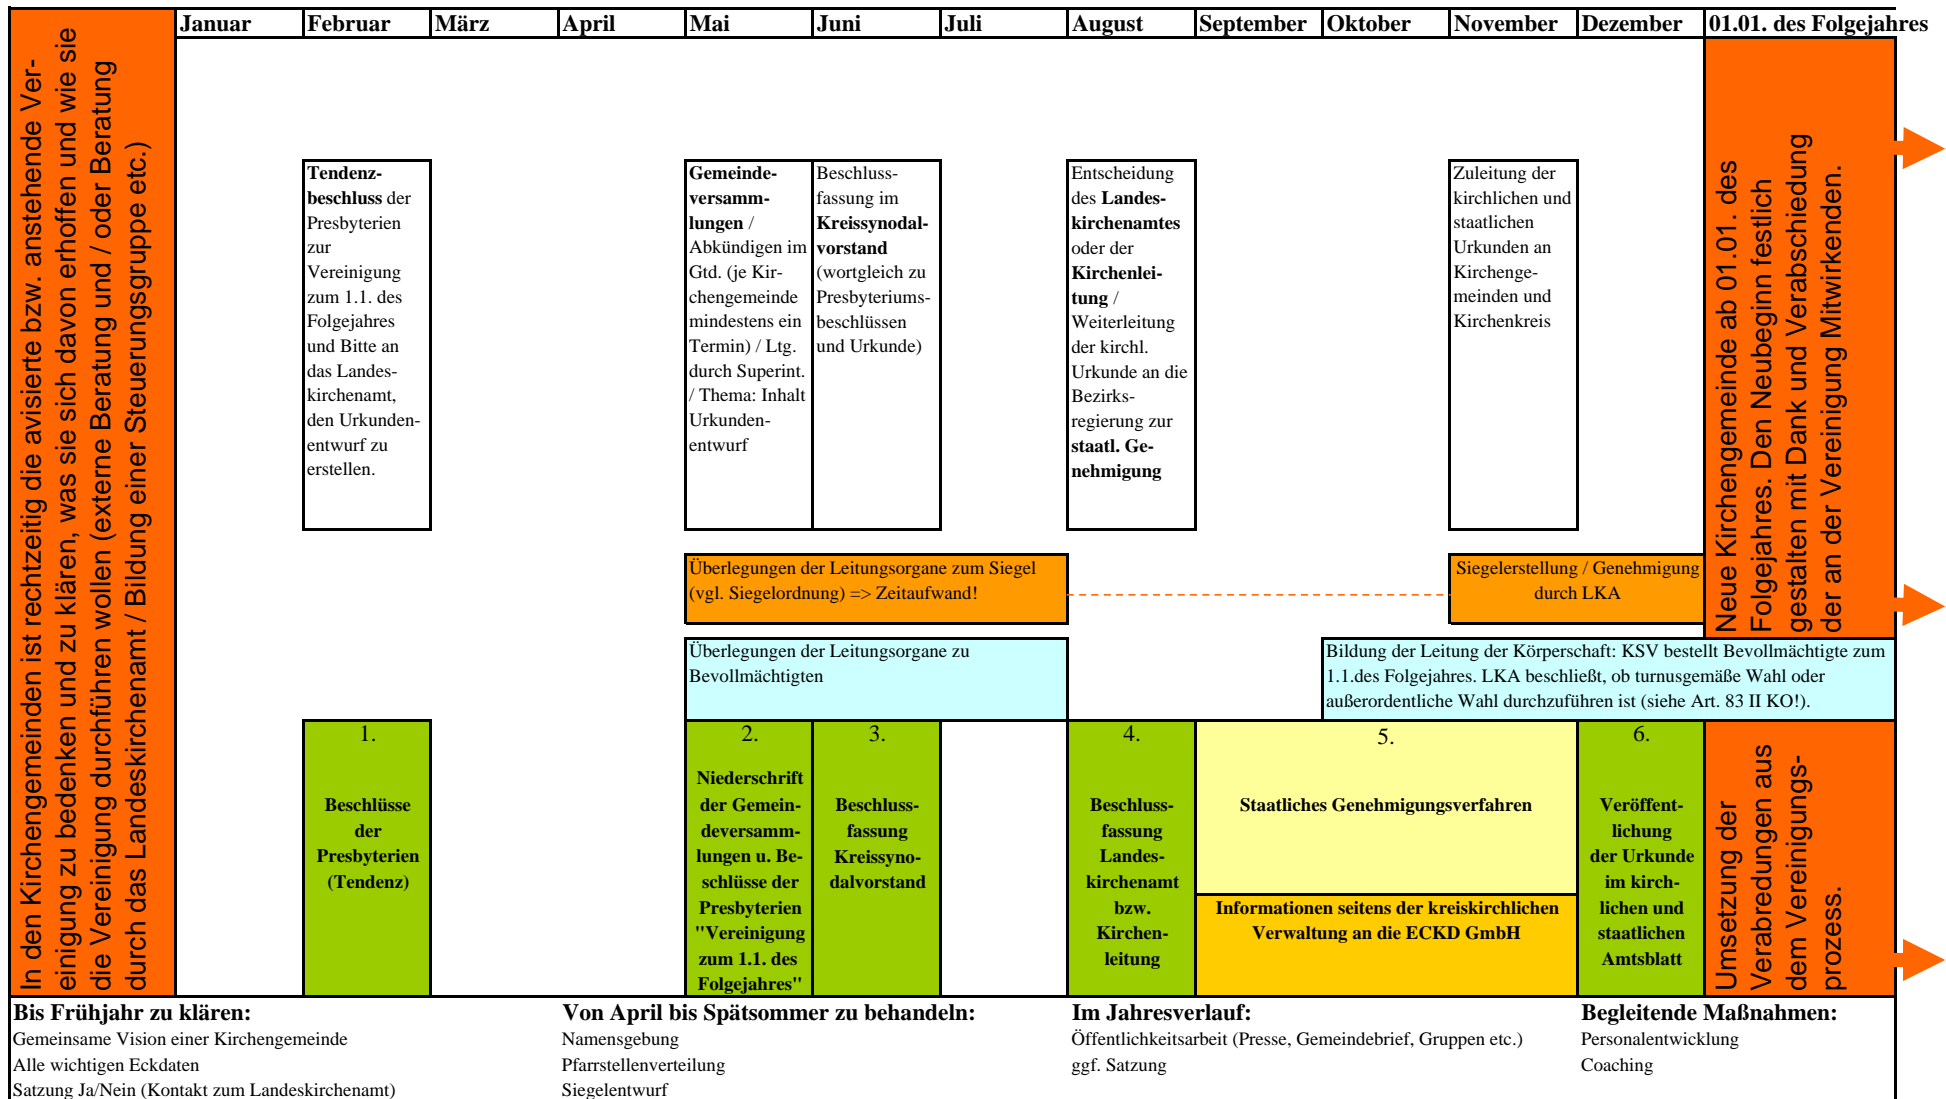 Januar
Februar
März
April
Mai
Juni
Juli
August
September
Oktober
November
Dezember
01.01. des Folgejahres
In den Kirchengemeinden ist rechtzeitig die avisierte bzw. anstehende Ver-
einigung zu bedenken und zu klären, was sie sich davon erhoffen und wie sie
die Vereinigung durchführen wollen (externe Beratung und / oder Beratung
durch das Landeskirchenamt / Bildung einer Steuerungsgruppe etc.)
Tendenz-
beschluss der
Presbyterien
zur
Vereinigung
zum 1.1. des
Folgejahres
und Bitte an
das Landes-
kirchenamt,
den Urkunden-
entwurf zu
erstellen.
Gemeinde-
versamm-
lungen /
Abkündigen im
Gtd. (je Kir-
chengemeinde
mindestens ein
Termin) / Ltg.
durch Superint.
/ Thema: Inhalt
Urkunden-
entwurf
Beschluss-
fassung im
Kreissynodal-
vorstand
(wortgleich zu
Presbyteriums-
beschlüssen
und Urkunde)
Entscheidung
des Landes-
kirchenamtes
oder der
Kirchenlei-
tung /
Weiterleitung
der kirchl.
Urkunde an die
Bezirks-
regierung zur
staatl. Ge-
nehmigung
Zuleitung der
kirchlichen und
staatlichen
Urkunden an
Kirchenge-
meinden und
Kirchenkreis
Neue Kirchengemeinde ab 01.01. des
Folgejahres. Den Neubeginn festlich
gestalten mit Dank und Verabschiedung
der an der Vereinigung Mitwirkenden.
Überlegungen der Leitungsorgane zum Siegel
(vgl. Siegelordnung) => Zeitaufwand!
Siegelerstellung / Genehmigung
durch LKA
Überlegungen der Leitungsorgane zu
Bevollmächtigten
Bildung der Leitung der Körperschaft: KSV bestellt Bevollmächtigte zum
1.1.des Folgejahres. LKA beschließt, ob turnusgemäße Wahl oder
außerordentliche Wahl durchzuführen ist (siehe Art. 83 II KO!).
1.
Beschlüsse
der
Presbyterien
(Tendenz)
2.
Niederschrift
der Gemein-
deversamm-
lungen u. Be-
schlüsse der
Presbyterien
"Vereinigung
zum 1.1. des
Folgejahres"
3.
Beschluss-
fassung
Kreissyno-
dalvorstand
4.
Beschluss-
fassung
Landes-
kirchenamt
bzw.
Kirchen-
leitung
5.
Staatliches Genehmigungsverfahren
Informationen seitens der kreiskirchlichen
Verwaltung an die ECKD GmbH
6.
Veröffent-
lichung
der Urkunde
im kirch-
lichen und
staatlichen
Amtsblatt
Umsetzung der
Verabredungen aus
dem Vereinigungs-
prozess.
Bis Frühjahr zu klären:
Gemeinsame Vision einer Kirchengemeinde
Alle wichtigen Eckdaten
Satzung Ja/Nein (Kontakt zum Landeskirchenamt)
Von April bis Spätsommer zu behandeln:
Namensgebung
Pfarrstellenverteilung
Siegelentwurf
Im Jahresverlauf:
Öffentlichkeitsarbeit (Presse, Gemeindebrief, Gruppen etc.)
ggf. Satzung
Begleitende Maßnahmen:
Personalentwicklung
Coaching